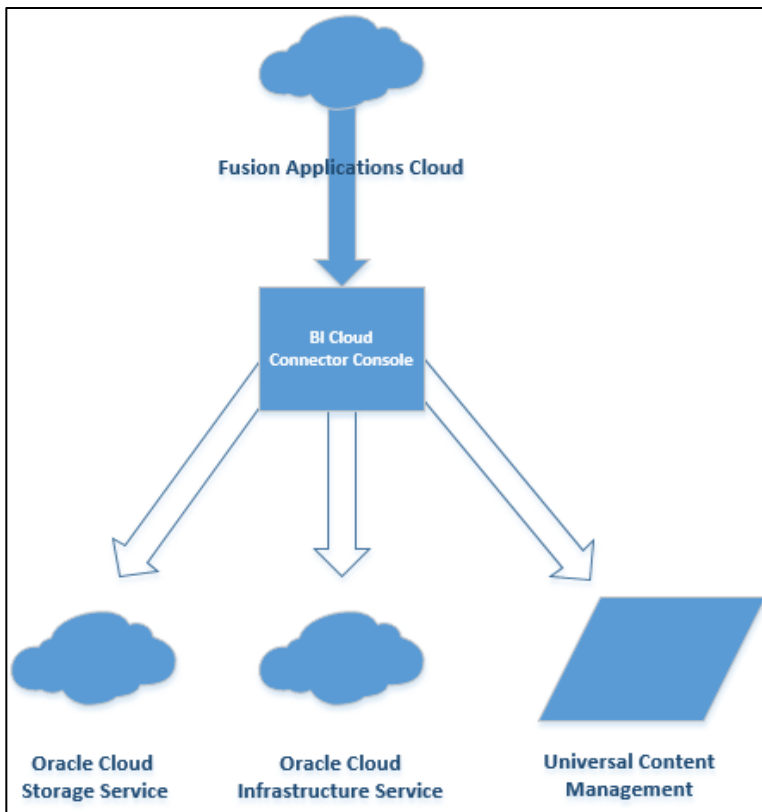 Fusion Applications Cloud
BI Cloud
Connector Console
Oracle Cloud
Storage Service
Oracle Cloud
Infrastructure Service
Universal Content
Management